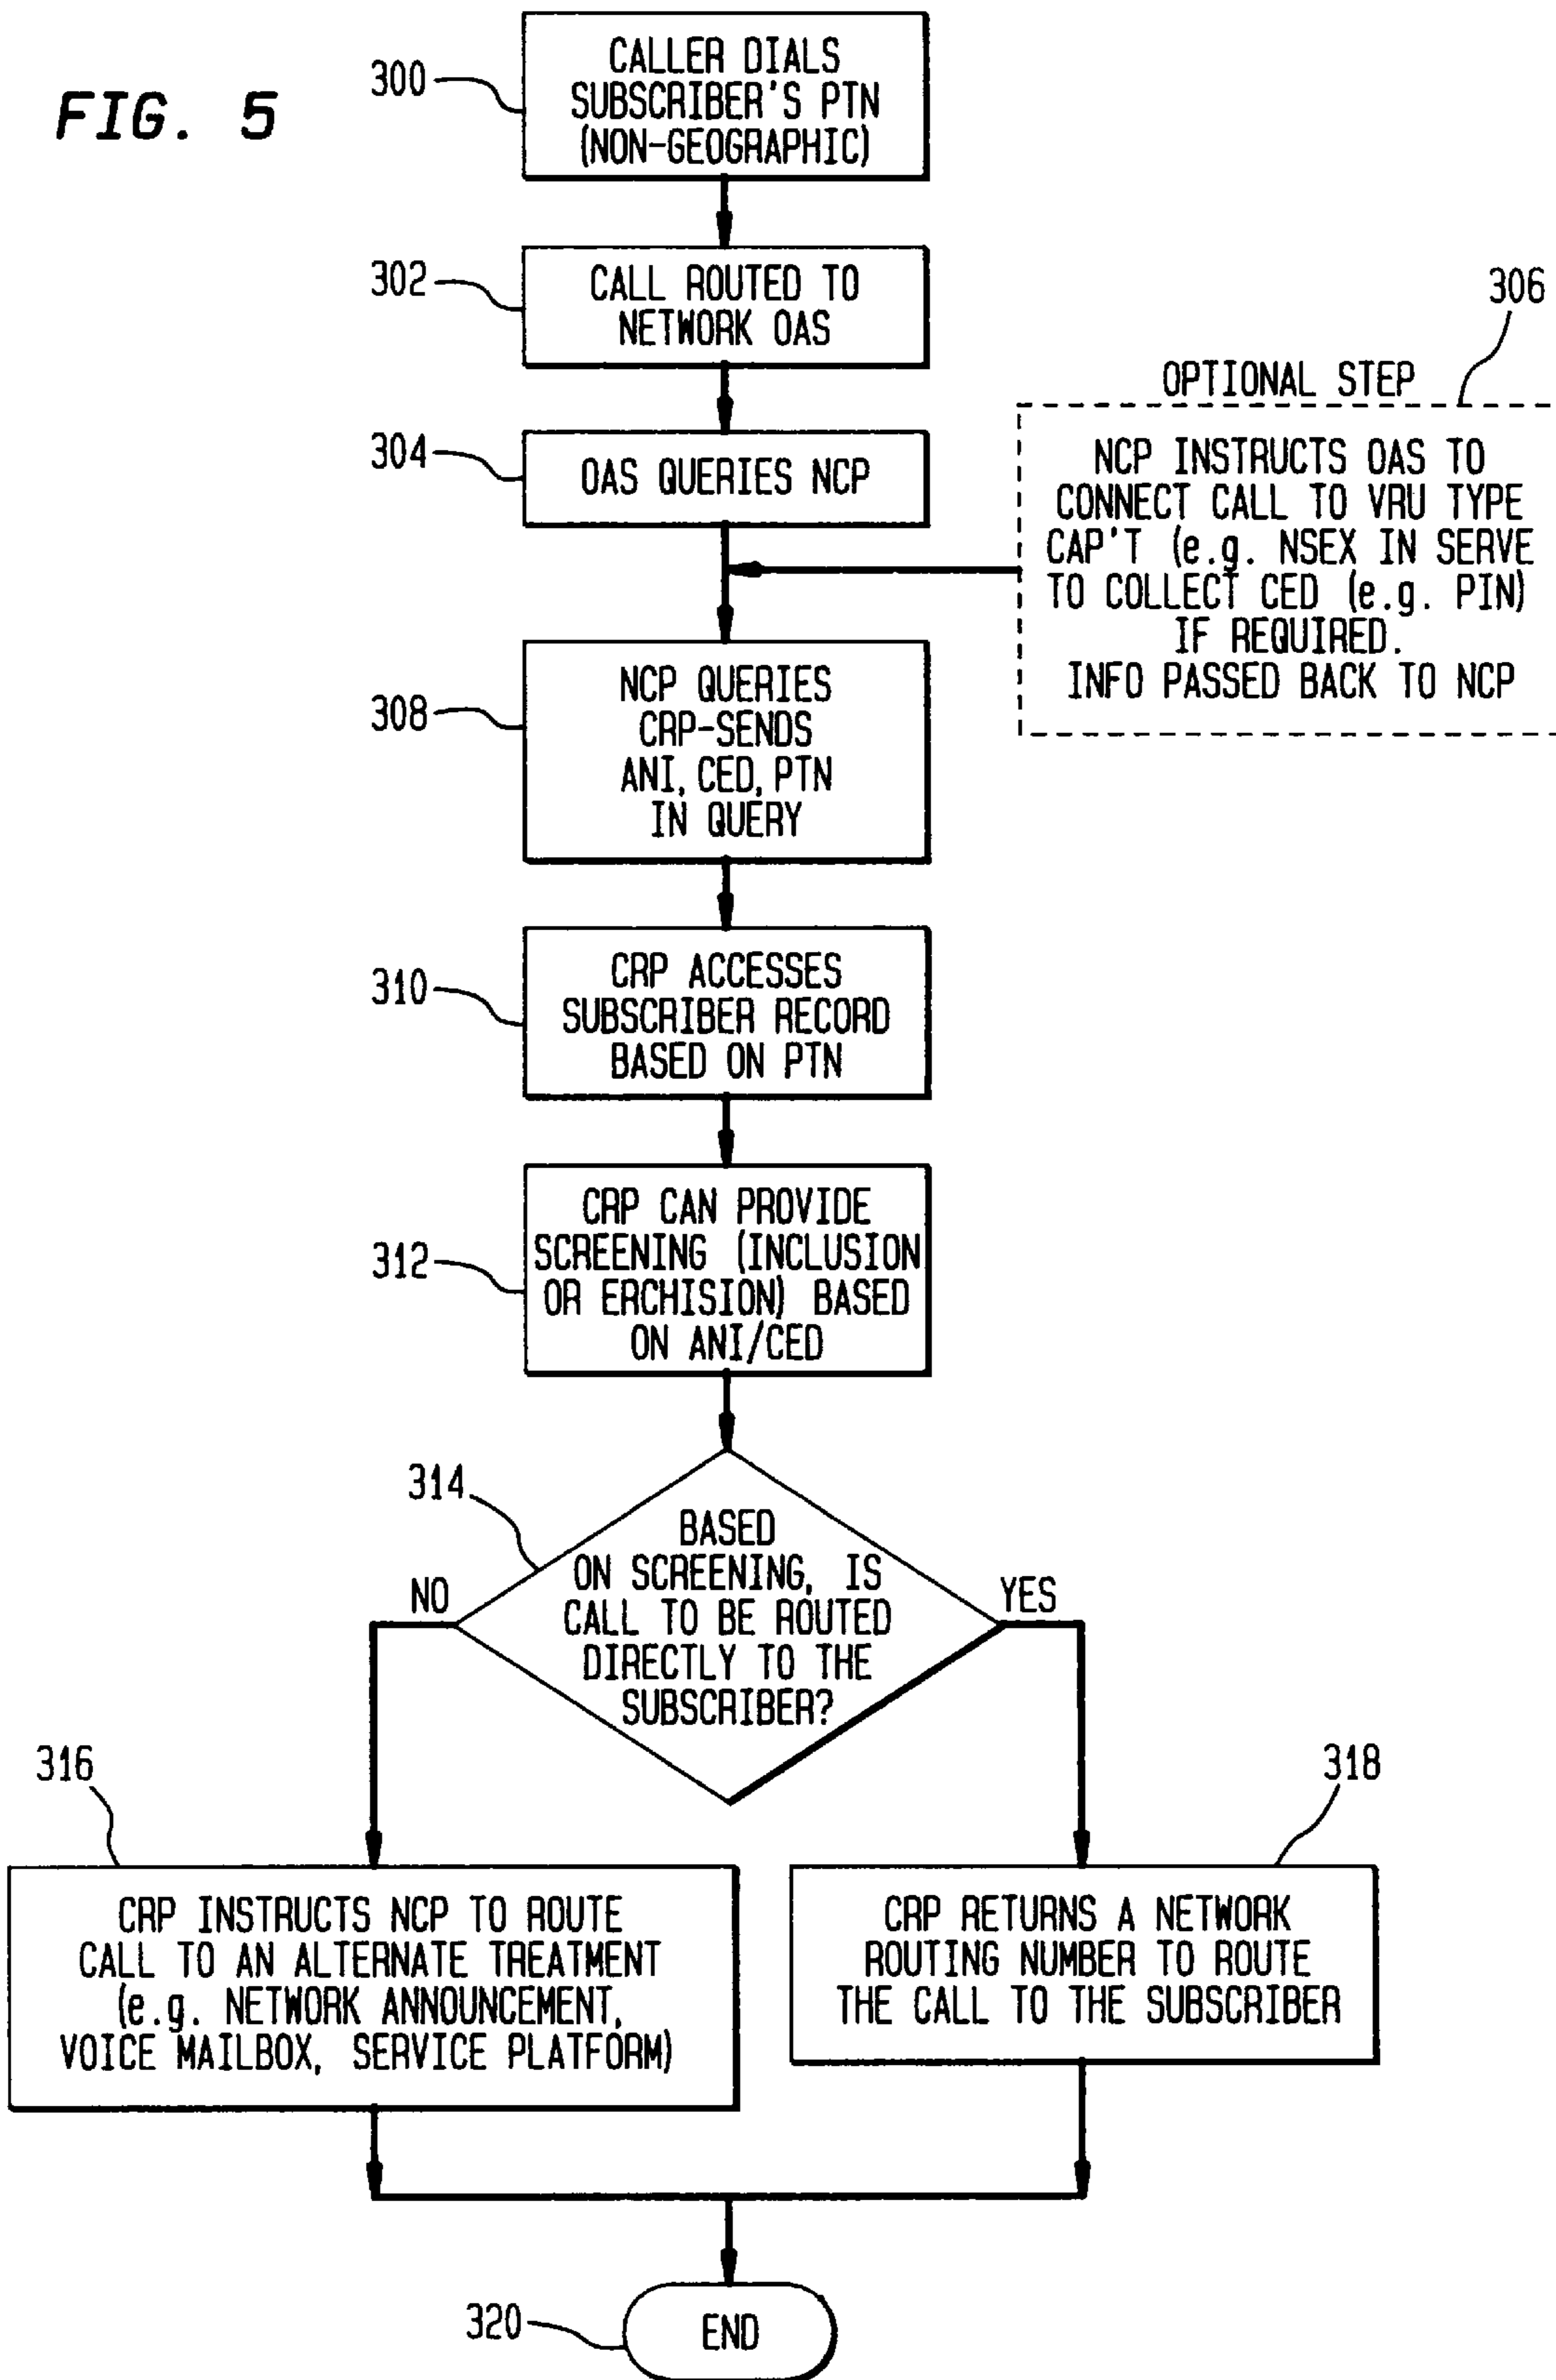 FIG. 5
300
CALLER DIALS
SUBSCRIBER'S PTN
(NON-GEOGRAPHIC)
302
CALL ROUTED TO
NETWORK OAS
304
OAS QUERIES NCP
306
OPTIONAL STEP
NCP INSTRUCTS OAS TO
CONNECT CALL TO VRU TYPE
CAP'T (e.g. NSEX IN SERVE
TO COLLECT CED (e.g. PIN)
IF REQUIRED.
INFO PASSED BACK TO NCP
308
NCP QUERIES
CRP-SENDS
ANI, CED, PTN
IN QUERY
310
CRP ACCESSES
SUBSCRIBER RECORD
BASED ON PTN
312
CRP CAN PROVIDE
SCREENING (INCLUSION
OR ERCHISION) BASED
ON ANI/CED
314
BASED
ON SCREENING, IS
CALL TO BE ROUTED
DIRECTLY TO THE
SUBSCRIBER?
NO
YES
316
CRP INSTRUCTS NCP TO ROUTE
CALL TO AN ALTERNATE TREATMENT
(e.g. NETWORK ANNOUNCEMENT,
VOICE MAILBOX, SERVICE PLATFORM)
318
CRP RETURNS A NETWORK
ROUTING NUMBER TO ROUTE
THE CALL TO THE SUBSCRIBER
320
END